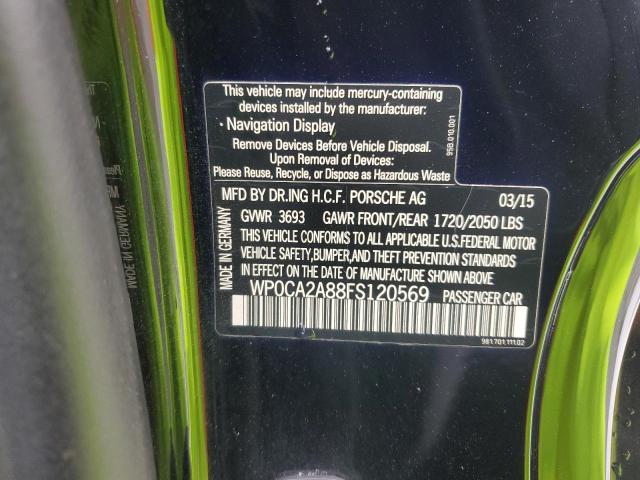 This vehicle may include mercury-containing
devices installed by the manufacturer:
· Navigation Display
Remove Devices Before Vehicle Disposal.
Upon Removal of Devices:
Please Reuse, Recycle, or Dispose as Hazardous Waste
95B.010.001
MFD BY DR.ING H.C.F. PORSCHE AG 03/15
GVWR 3693 GAWR FRONT/REAR 1720/2050 LBS
THIS VEHICLE CONFORMS TO ALL APPLICABLE U.S.FEDERAL MOTOR
VEHICLE SAFETY,BUMPER,AND THEFT PREVENTION STANDARDS
IN EFFECT ON THE DATE OF MANUFACTURE SHOWN ABOVE
MADE IN GERMANY
WP0CA2A88FS120569 PASSENGER CAR
981.701.111.02
MADE IN GERMANY